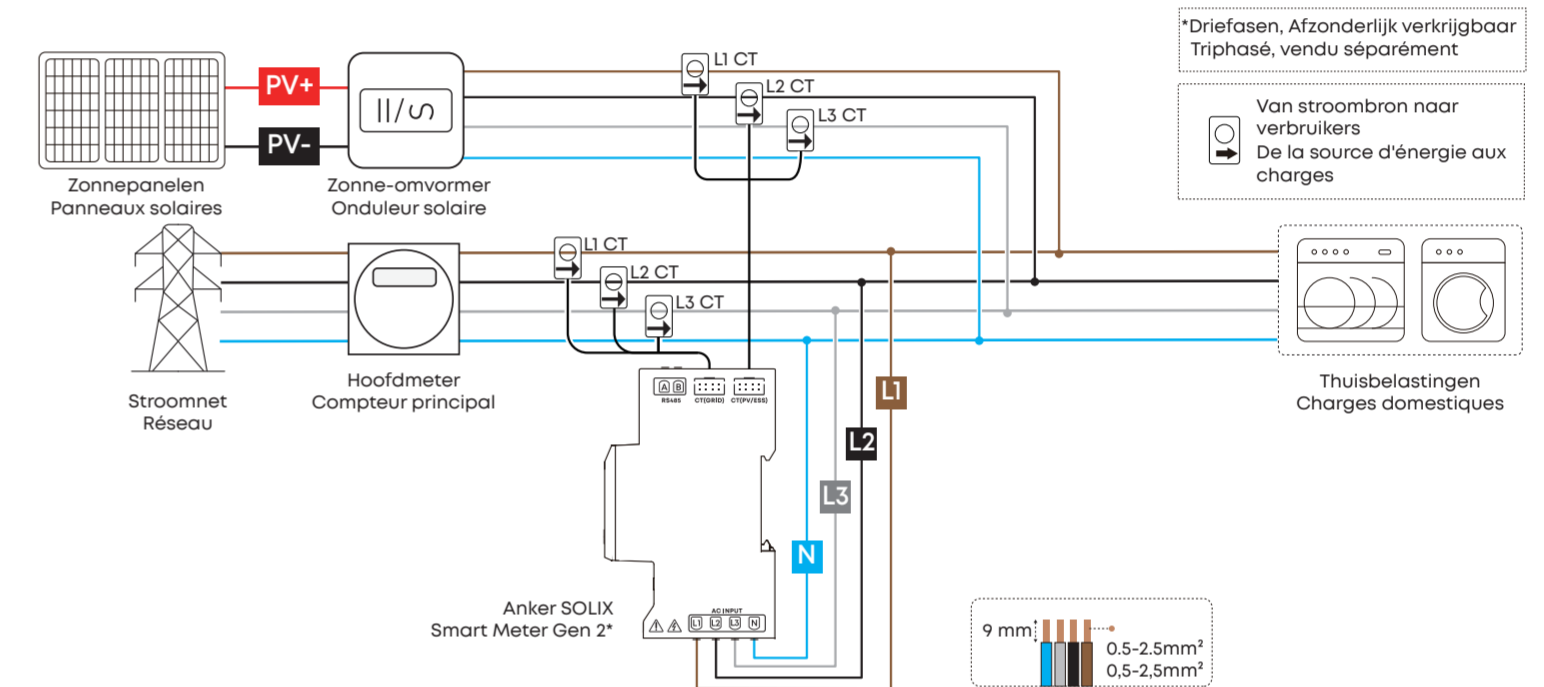 *Driefasen, Afzonderlijk verkrijgbaar
Triphasé, vendu séparément
Van stroombron naar
verbruikers
De la source d'énergie aux
charges
PV+
PV-
L1 CT
L2 CT
L3 CT
Zonnepanelen
Panneaux solaires
Zonne-omvormer
Onduleur solaire
L1 CT
L2 CT
L3 CT
Stroomnet
Réseau
Hoofdmeter
Compteur principal
Thuisbelastingen
Charges domestiques
A B
RS485 CT(GRID) CT(PV/ESS)
L1
L2
L3
N
Anker SOLIX
Smart Meter Gen 2*
AC INPUT
L1 L2 L3 N
9 mm
0.5-2.5mm²
0,5-2,5mm²